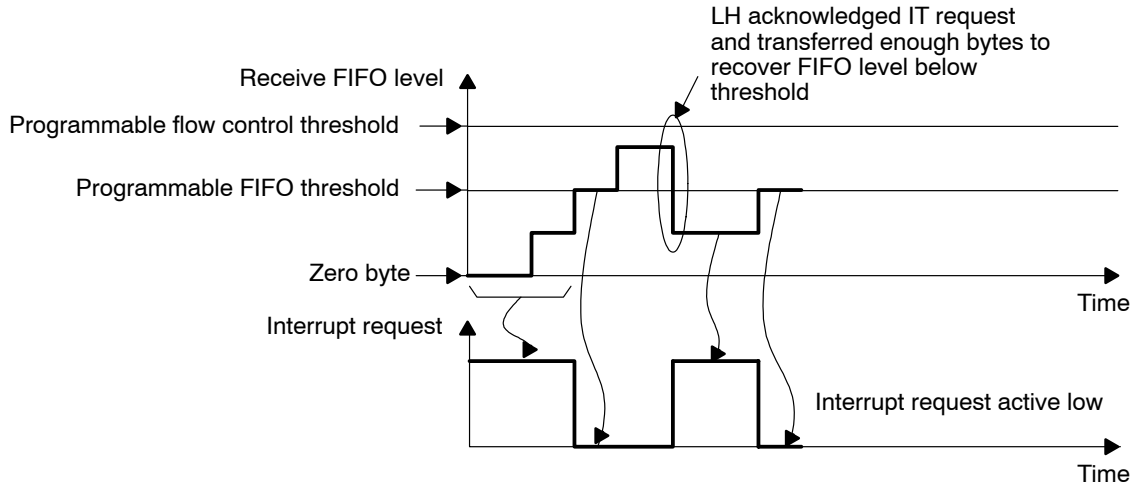 LH acknowledged IT request
and transferred enough bytes to
recover FIFO level below
threshold
Receive FIFO level
Programmable flow control threshold
Programmable FIFO threshold
Zero byte
Time
Interrupt request
Interrupt request active low
Time